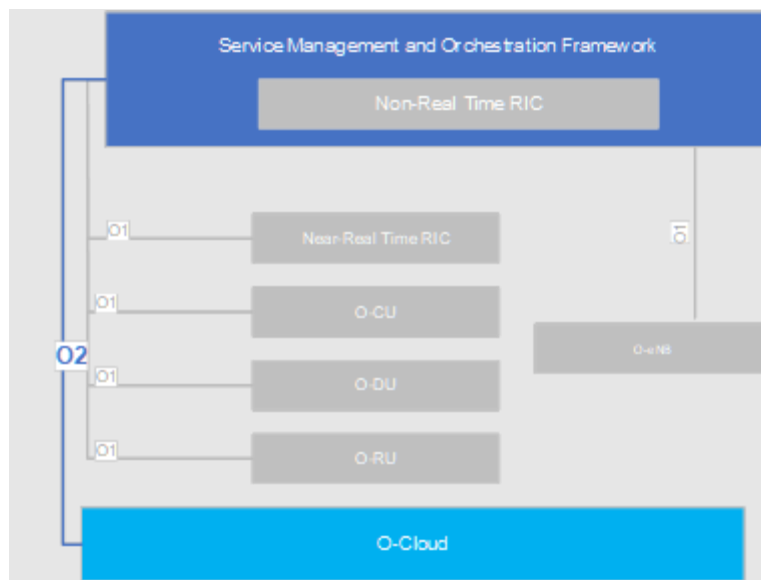 Service Management and Orchestration Framework
Non-Real Time RIC
O1
Near-Real Time RIC
O1
O1
O-CU
O2
O-eNB
O1
O-DU
O1
O-RU
O-Cloud